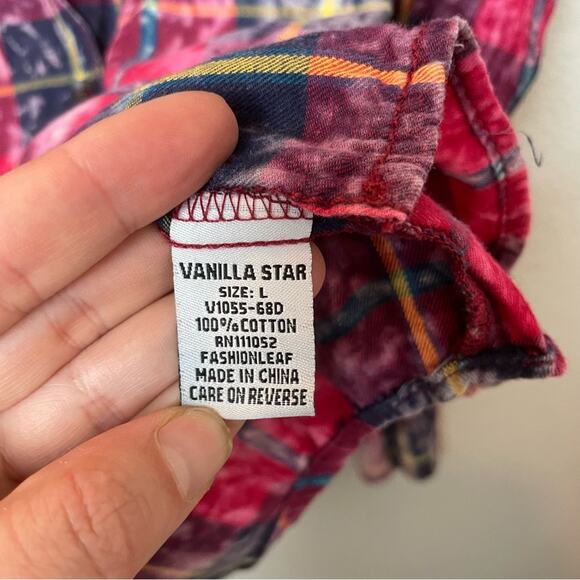 VANILLA STAR
SIZE: L
V1055-68D
100%COTTON
RN111052
FASHIONLEAF
MADE IN CHINA
CARE ON REVERSE